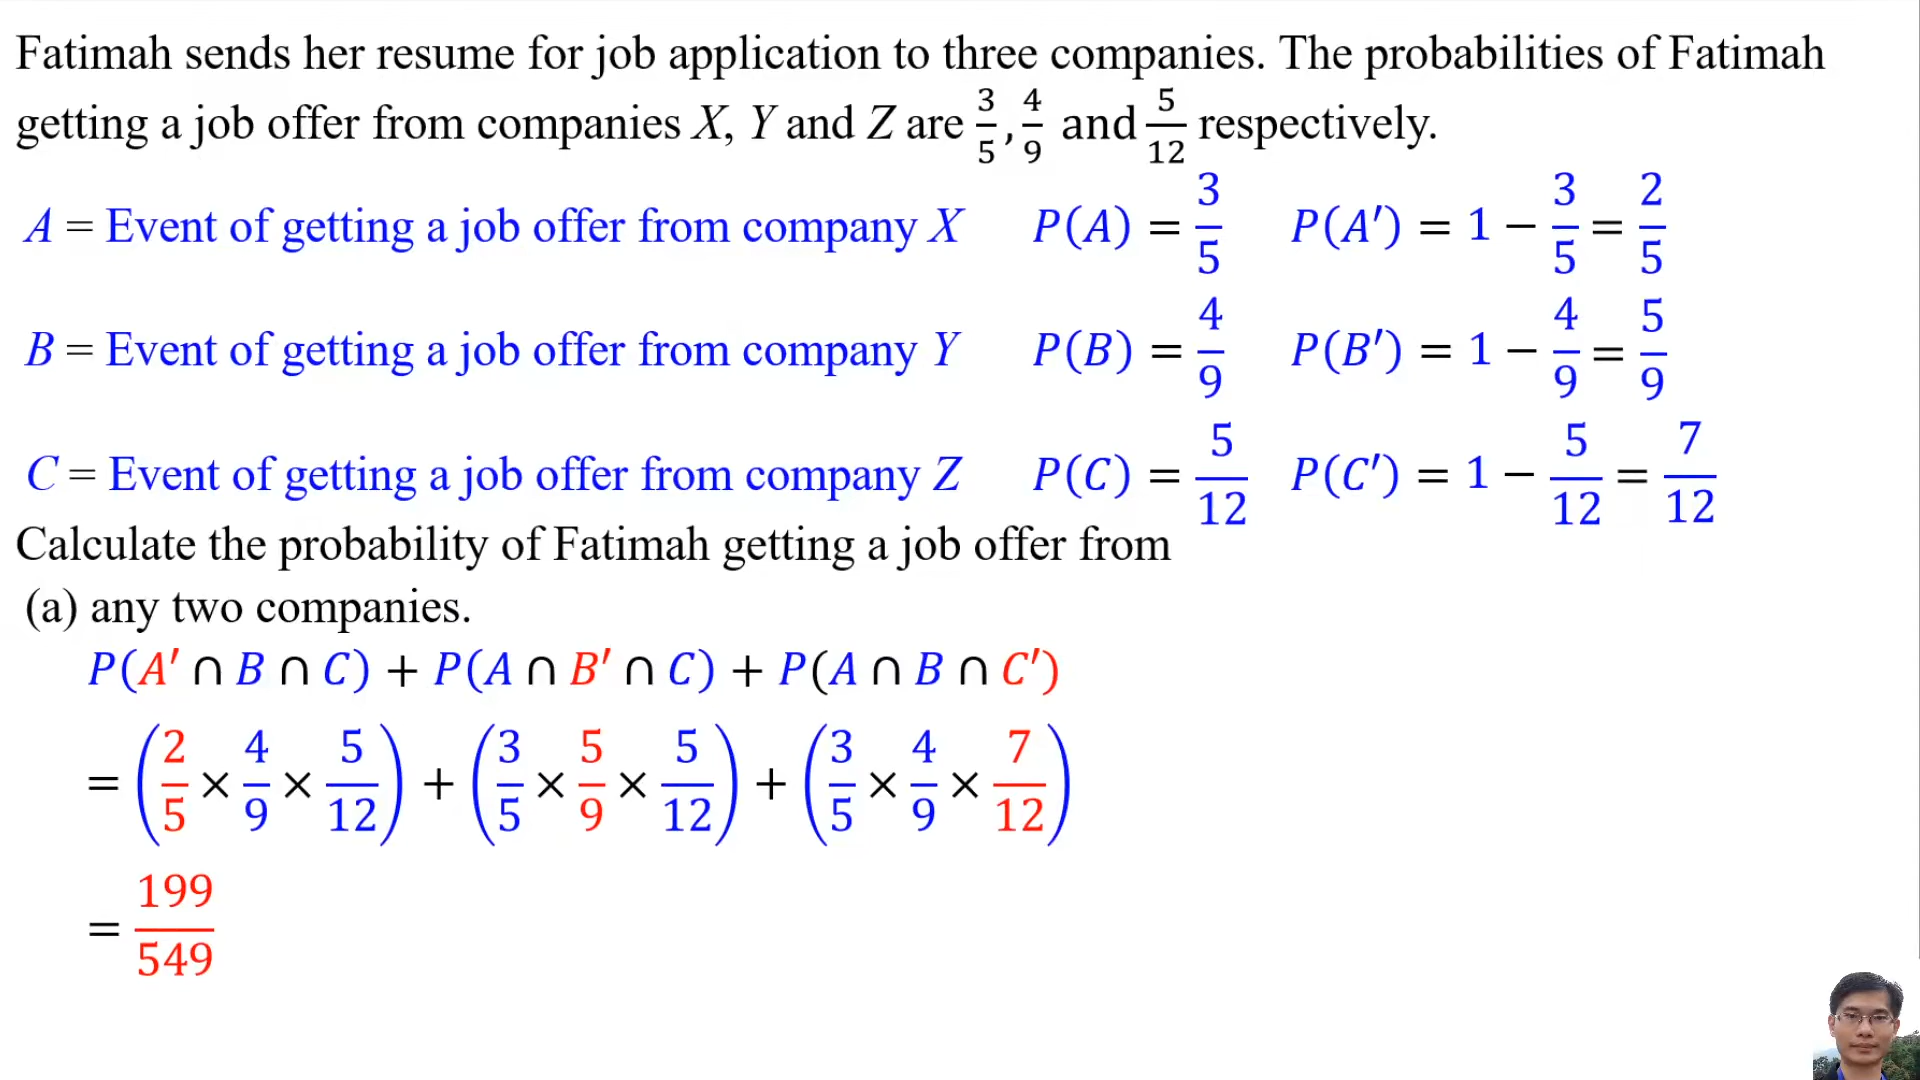 Fatimah sends her resume for job application to three companies. The probabilities of Fatimah
getting a job offer from companies X, Y and Z are 3/5, 4/9 and 5/12 respectively.
A = Event of getting a job offer from company X P(A) = 3/5 P(A′) = 1 − 3/5 = 2/5
B = Event of getting a job offer from company Y P(B) = 4/9 P(B′) = 1 − 4/9 = 5/9
C = Event of getting a job offer from company Z P(C) = 5/12 P(C′) = 1 − 5/12 = 7/12
Calculate the probability of Fatimah getting a job offer from
(a) any two companies.
P(A′ ∩ B ∩ C) + P(A ∩ B′ ∩ C) + P(A ∩ B ∩ C′)
= (2/5 × 4/9 × 5/12) + (3/5 × 5/9 × 5/12) + (3/5 × 4/9 × 7/12)
= 199/549